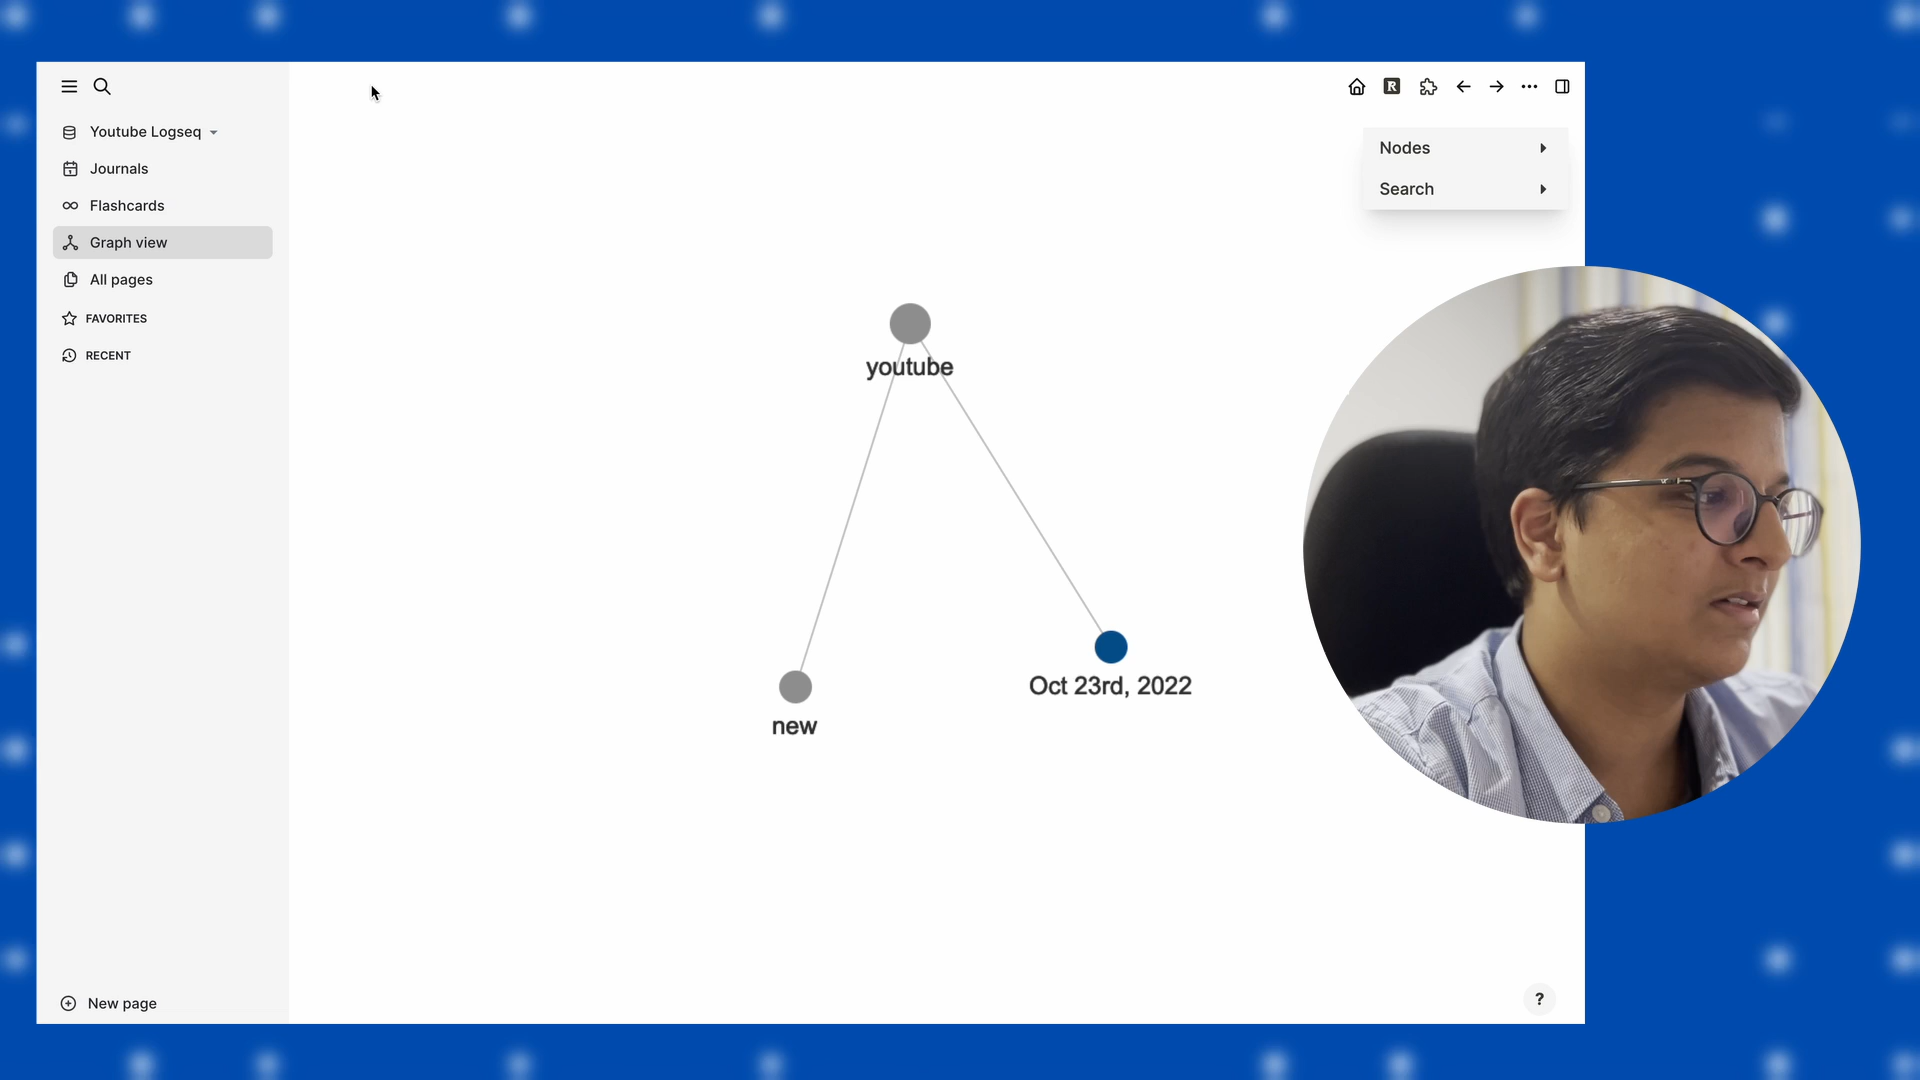 Youtube Logseq
Journals
Flashcards
Graph view
All pages
FAVORITES
RECENT
New page
R
Nodes
Search
youtube
new
Oct 23rd, 2022
?